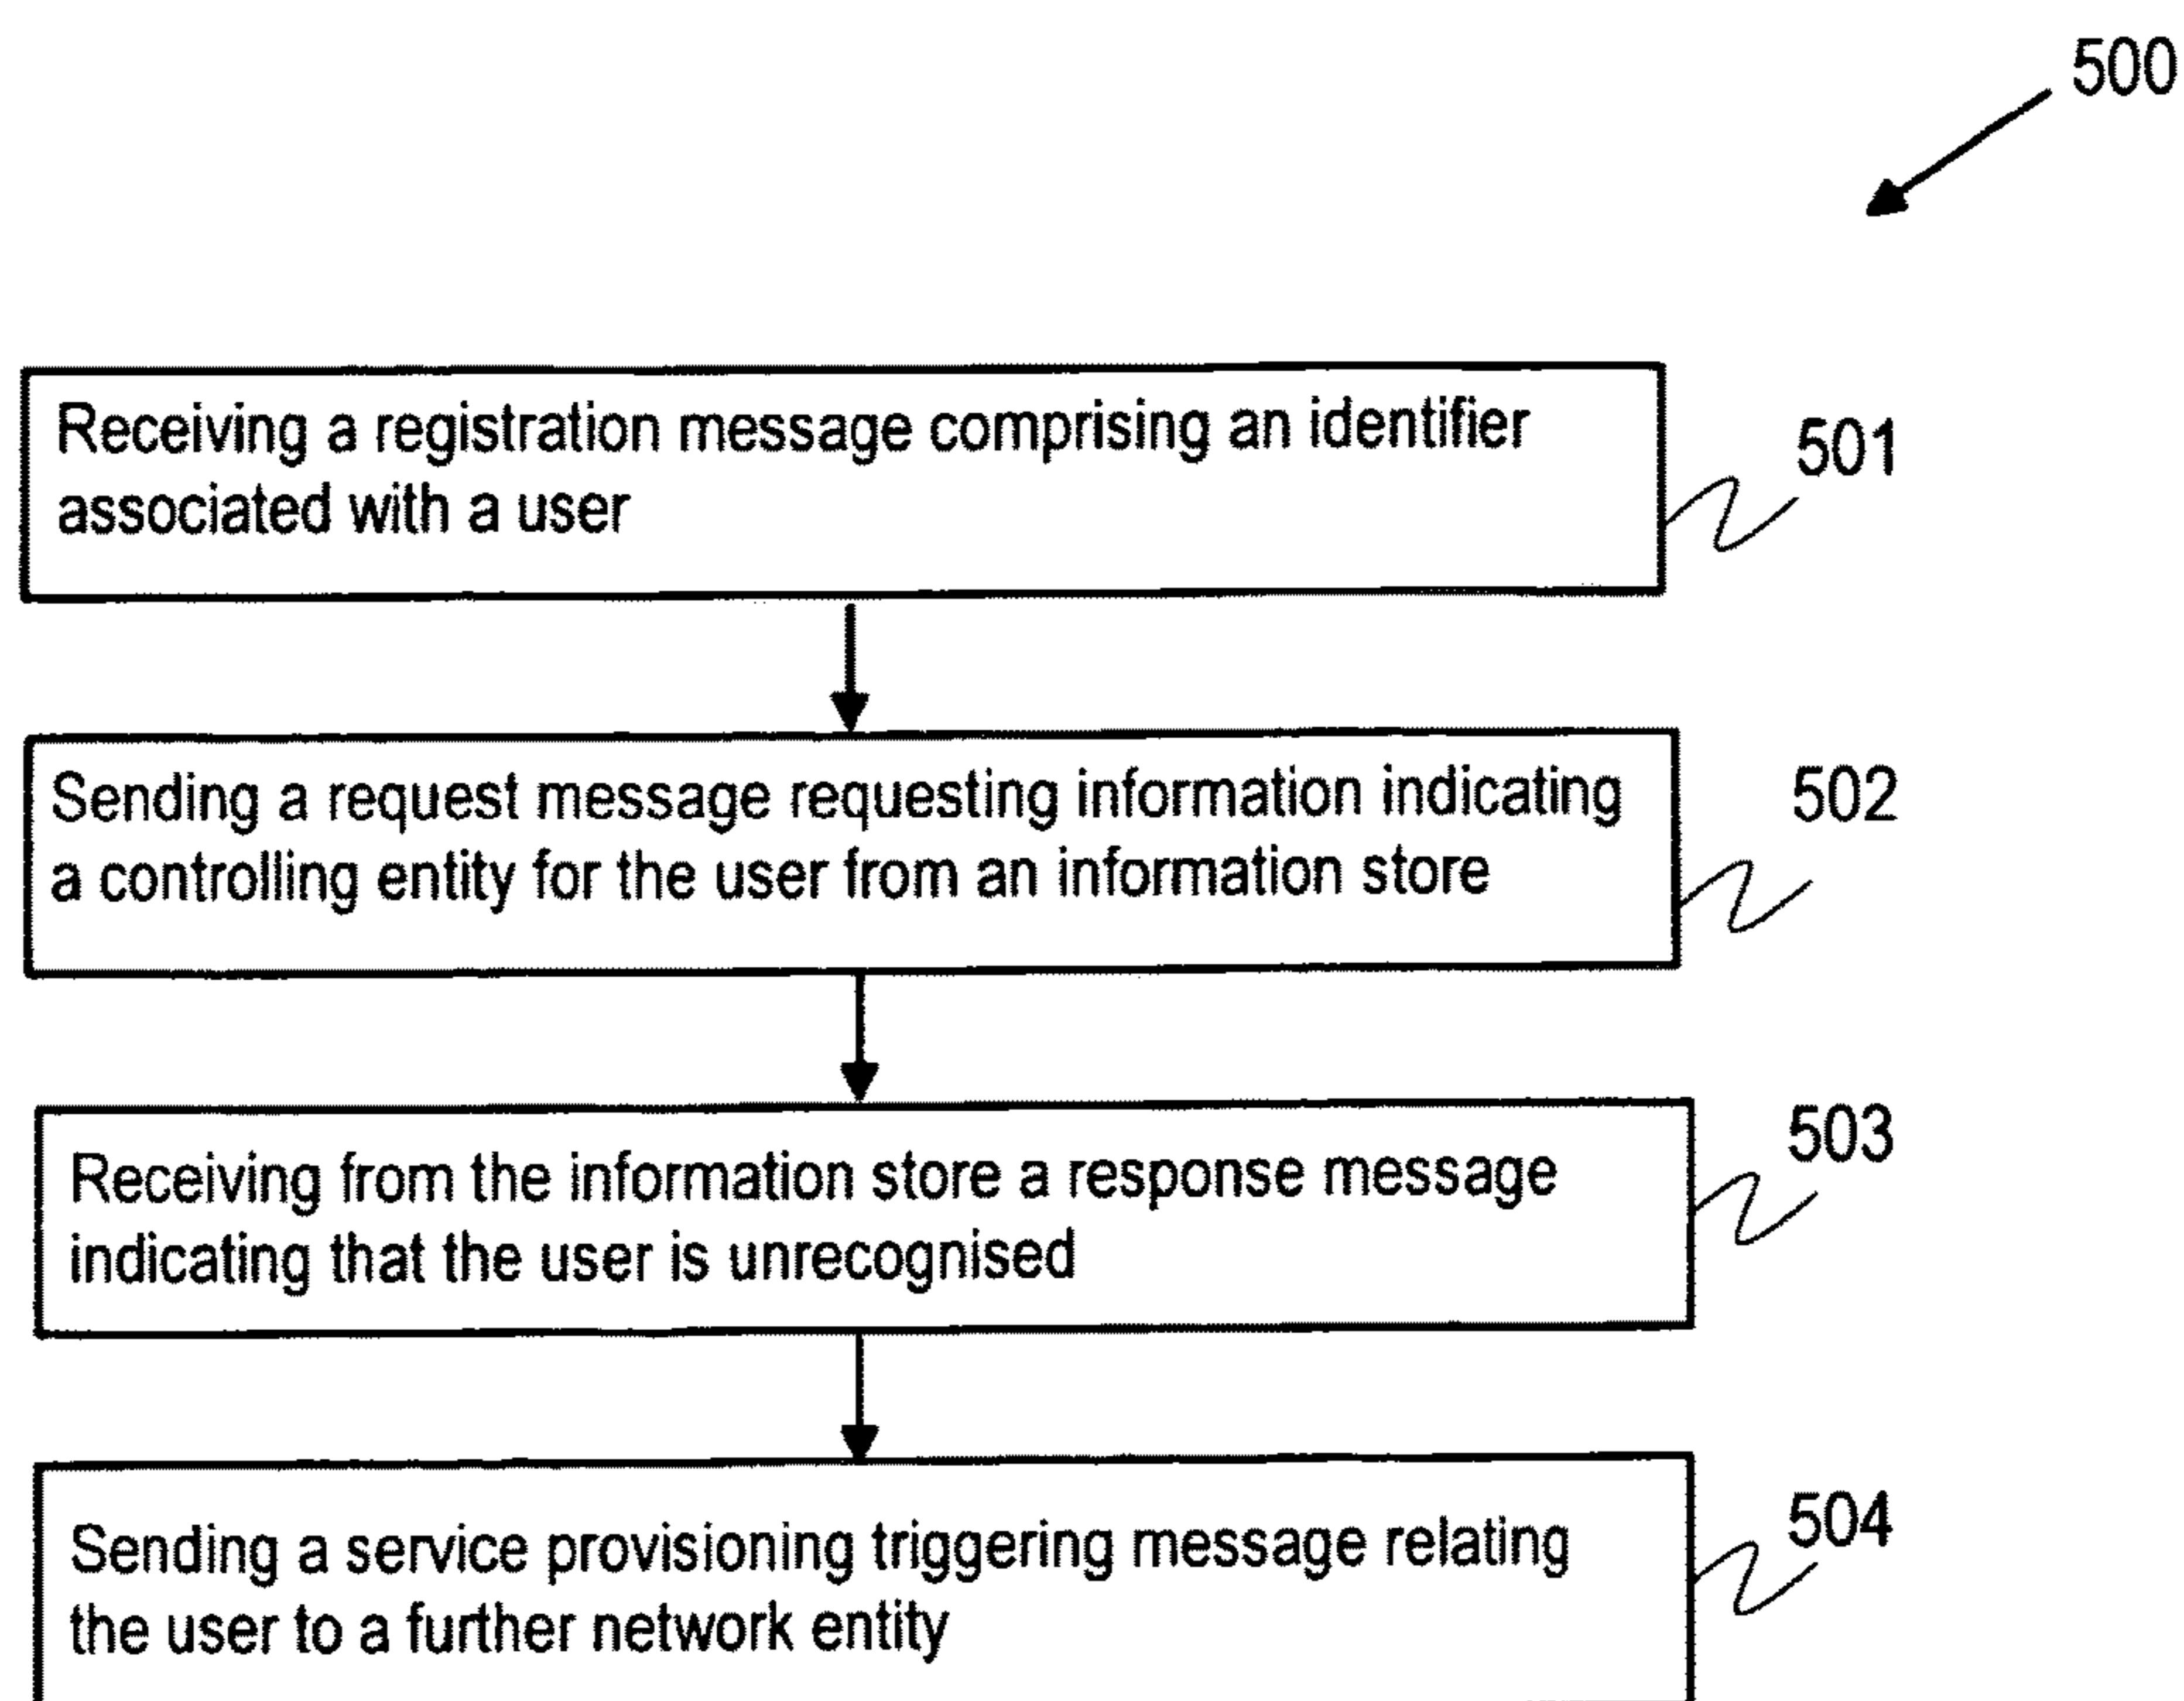 500
Receiving a registration message comprising an identifier
associated with a user
501
Sending a request message requesting information indicating
a controlling entity for the user from an information store
502
Receiving from the information store a response message
indicating that the user is unrecognised
503
Sending a service provisioning triggering message relating
the user to a further network entity
504